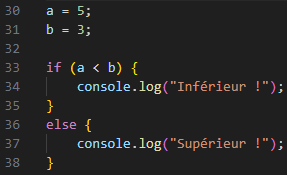 30 a = 5;
31 b = 3;
32
33 if (a < b) {
34     console.log("Inférieur !");
35 }
36 else {
37     console.log("Supérieur !");
38 }